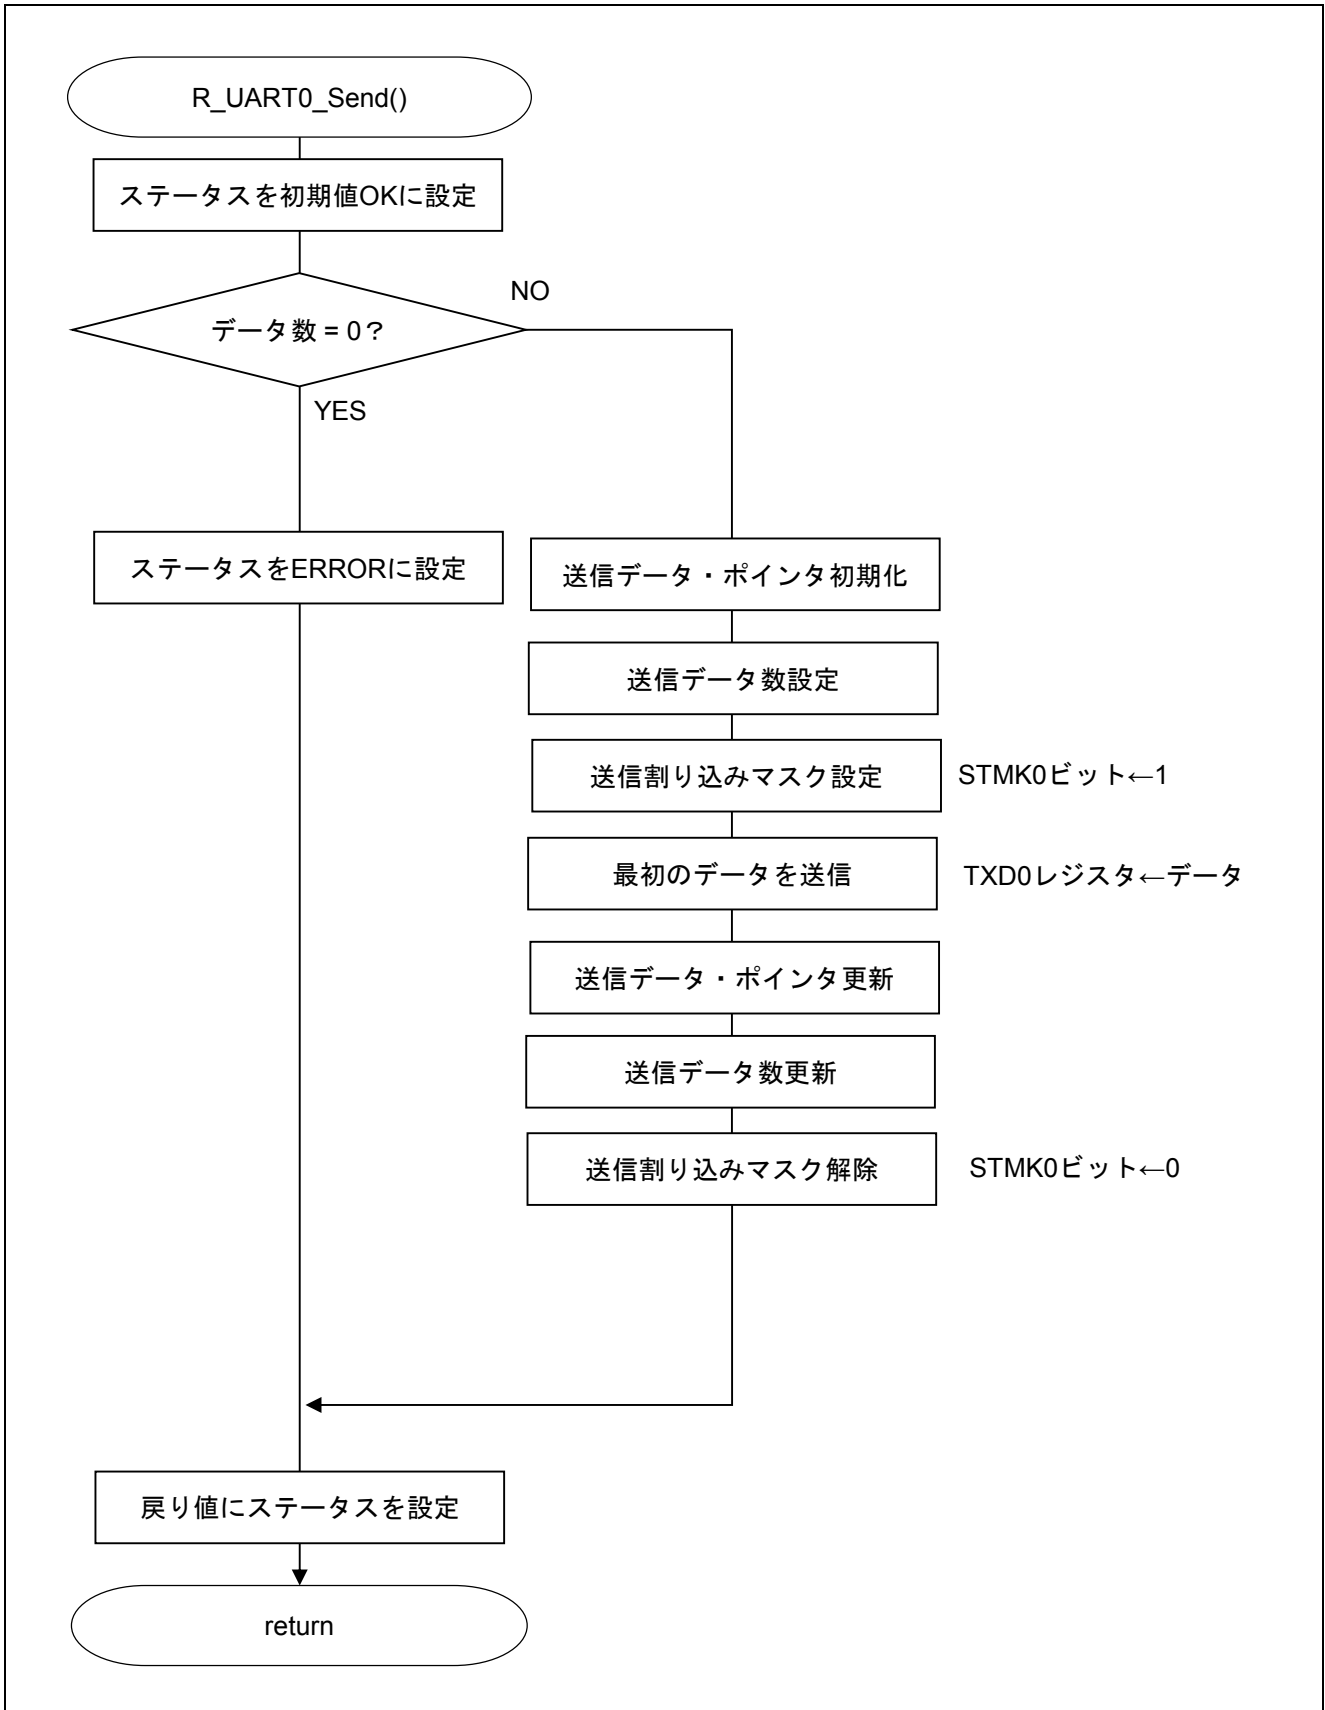 R_UART0_Send()
ステータスを初期値OKに設定
NO
データ数 = 0？
YES
ステータスをERRORに設定
送信データ・ポインタ初期化
送信データ数設定
送信割り込みマスク設定
STMK0ビット←1
最初のデータを送信
TXD0レジスタ←データ
送信データ・ポインタ更新
送信データ数更新
送信割り込みマスク解除
STMK0ビット←0
戻り値にステータスを設定
return